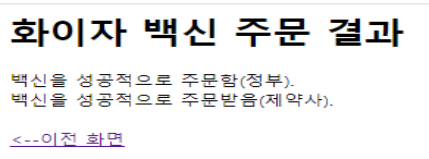 화이자 백신 주문 결과
백신을 성공적으로 주문함(정부).
백신을 성공적으로 주문받음(제약사).
<--이전 화면